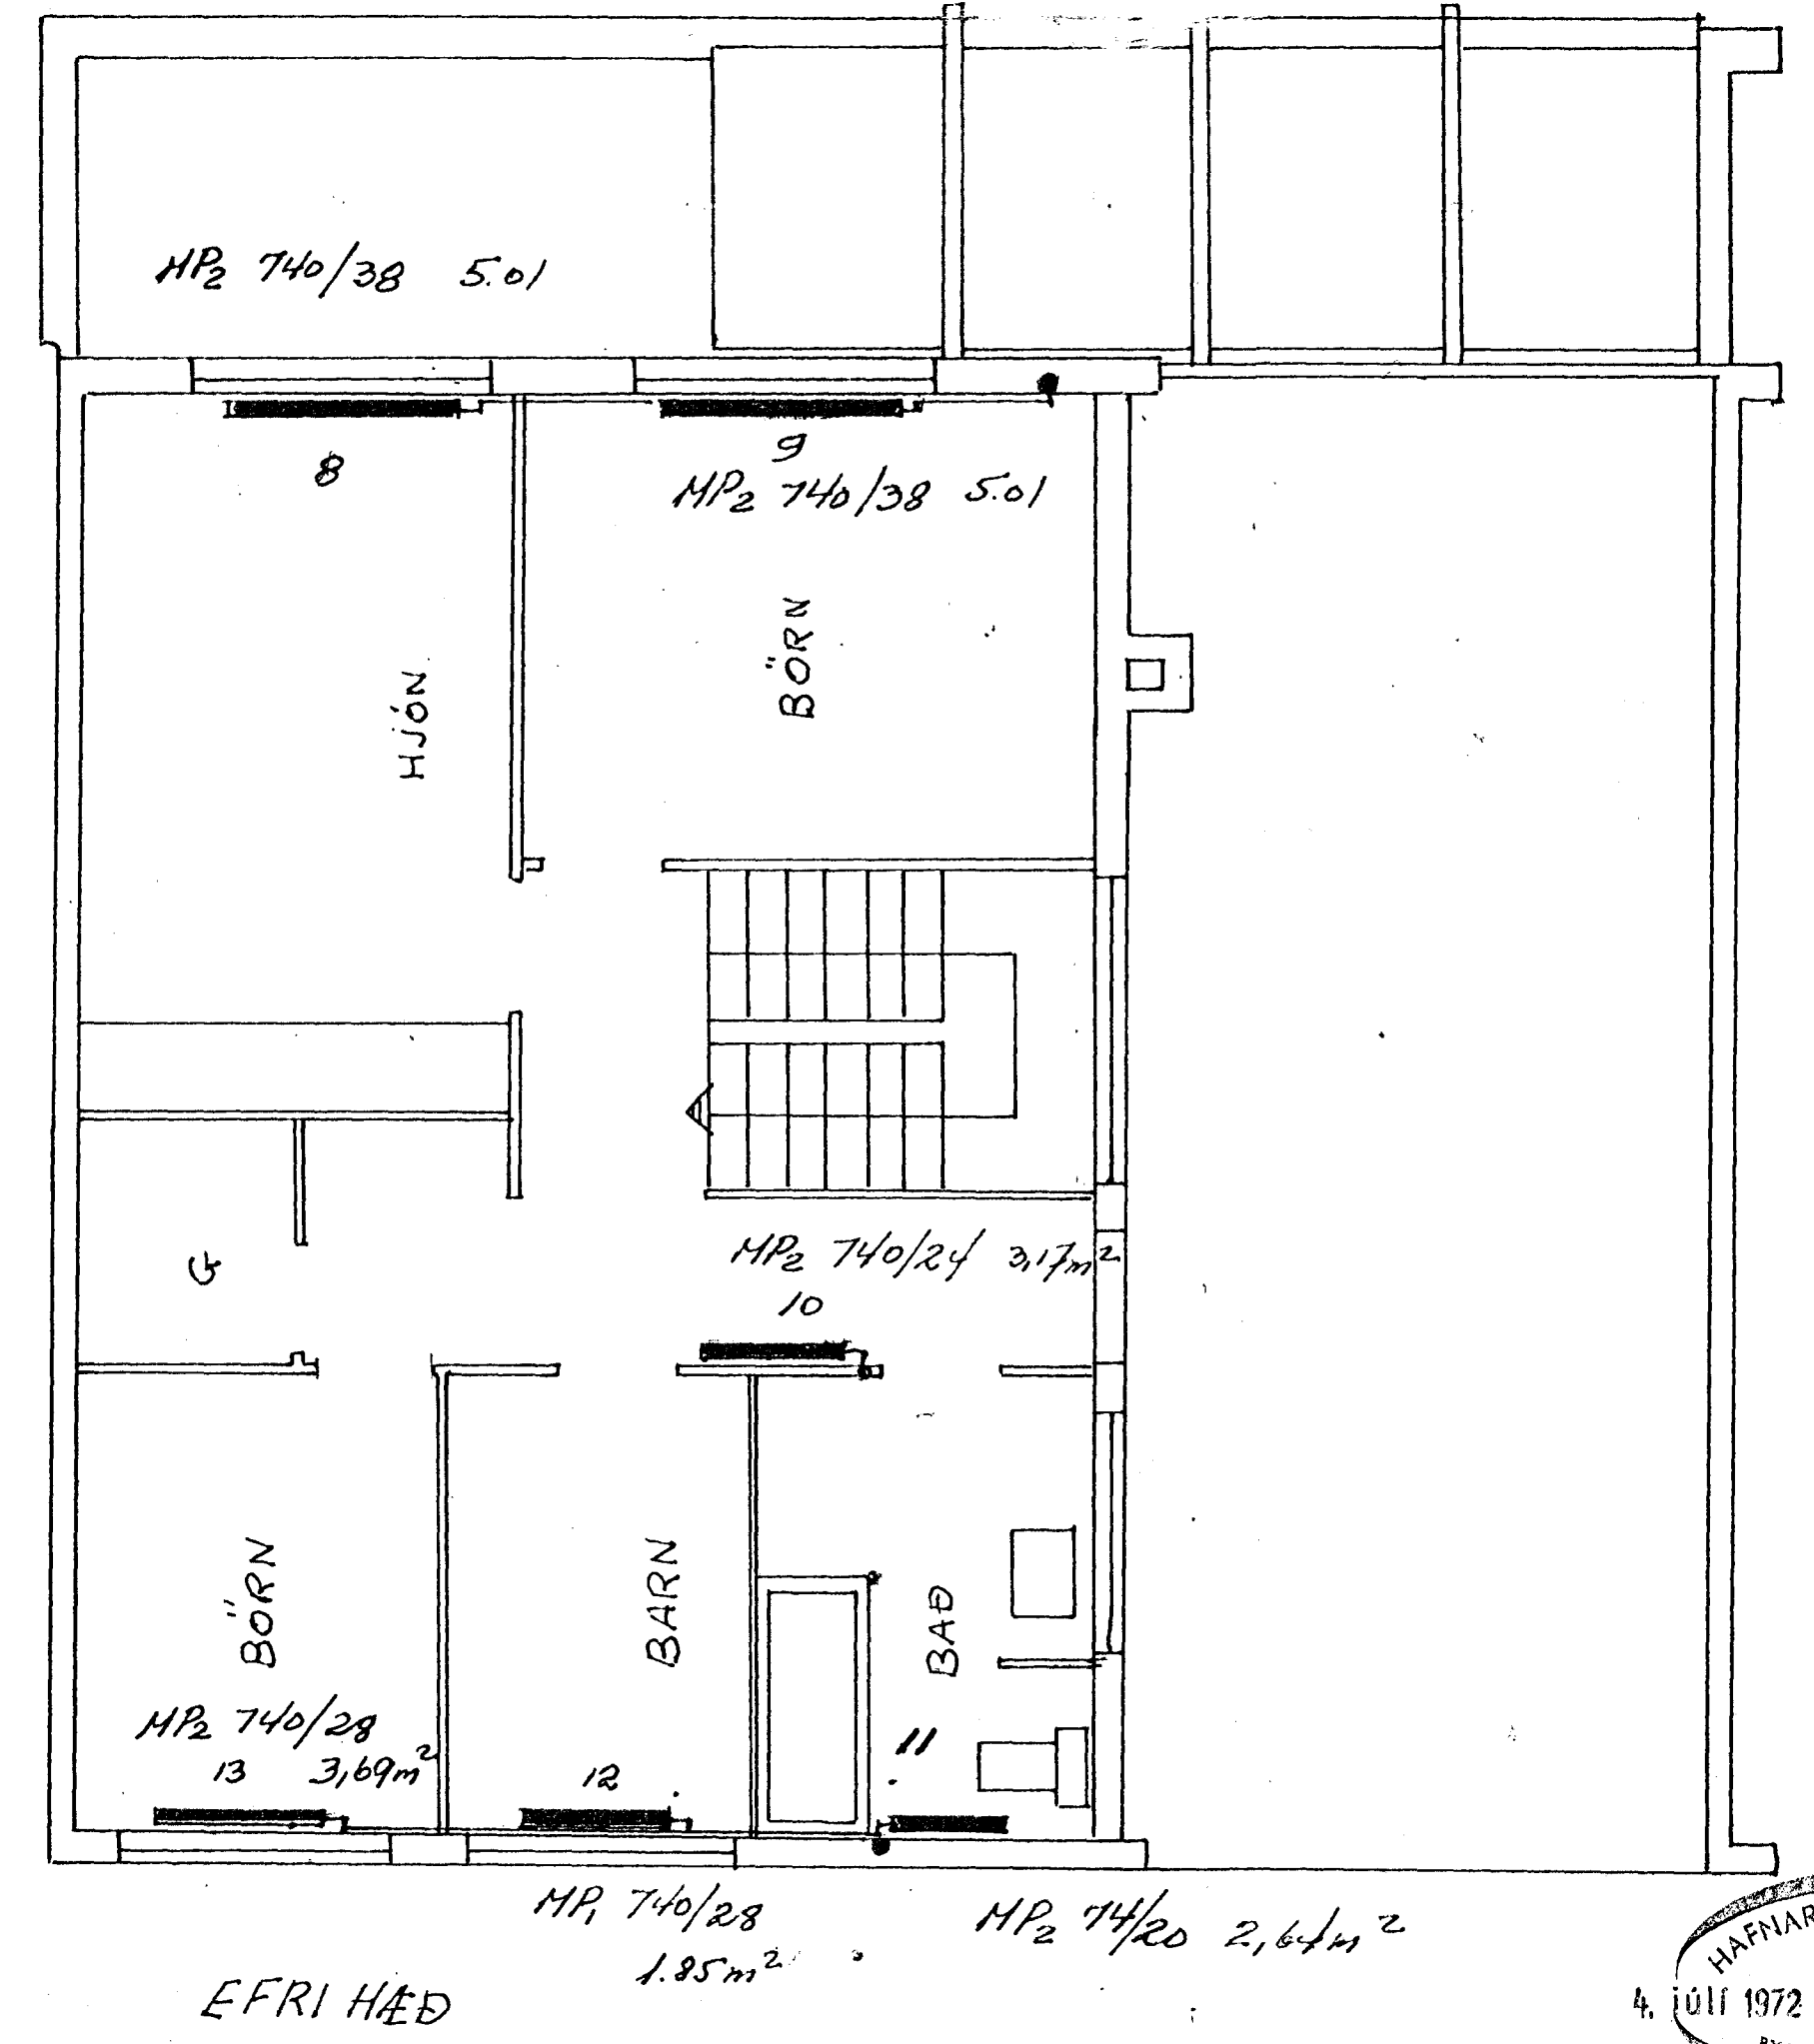 MP2 740/38 5.01
8
9
MP2 740/38 5.01
HJÓN
BÖRN
G
MP2 740/24 3,17m²
10
BÖRN
BARN
BAÐ
MP2 740/28
13 3,69m²
12
11
MP1 740/28
1.85m²
MP2 74/20 2,64m²
EFRI HÆÐ
HAFNAR
4. júlí 1972